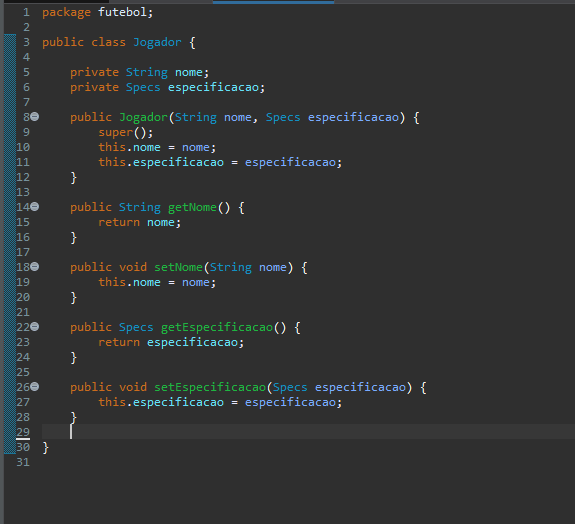 1 package futebol;
2
3 public class Jogador {
4
5     private String nome;
6     private Specs especificacao;
7
8     public Jogador(String nome, Specs especificacao) {
9         super();
10         this.nome = nome;
11         this.especificacao = especificacao;
12     }
13
14     public String getNome() {
15         return nome;
16     }
17
18     public void setNome(String nome) {
19         this.nome = nome;
20     }
21
22     public Specs getEspecificacao() {
23         return especificacao;
24     }
25
26     public void setEspecificacao(Specs especificacao) {
27         this.especificacao = especificacao;
28     }
29
30 }
31